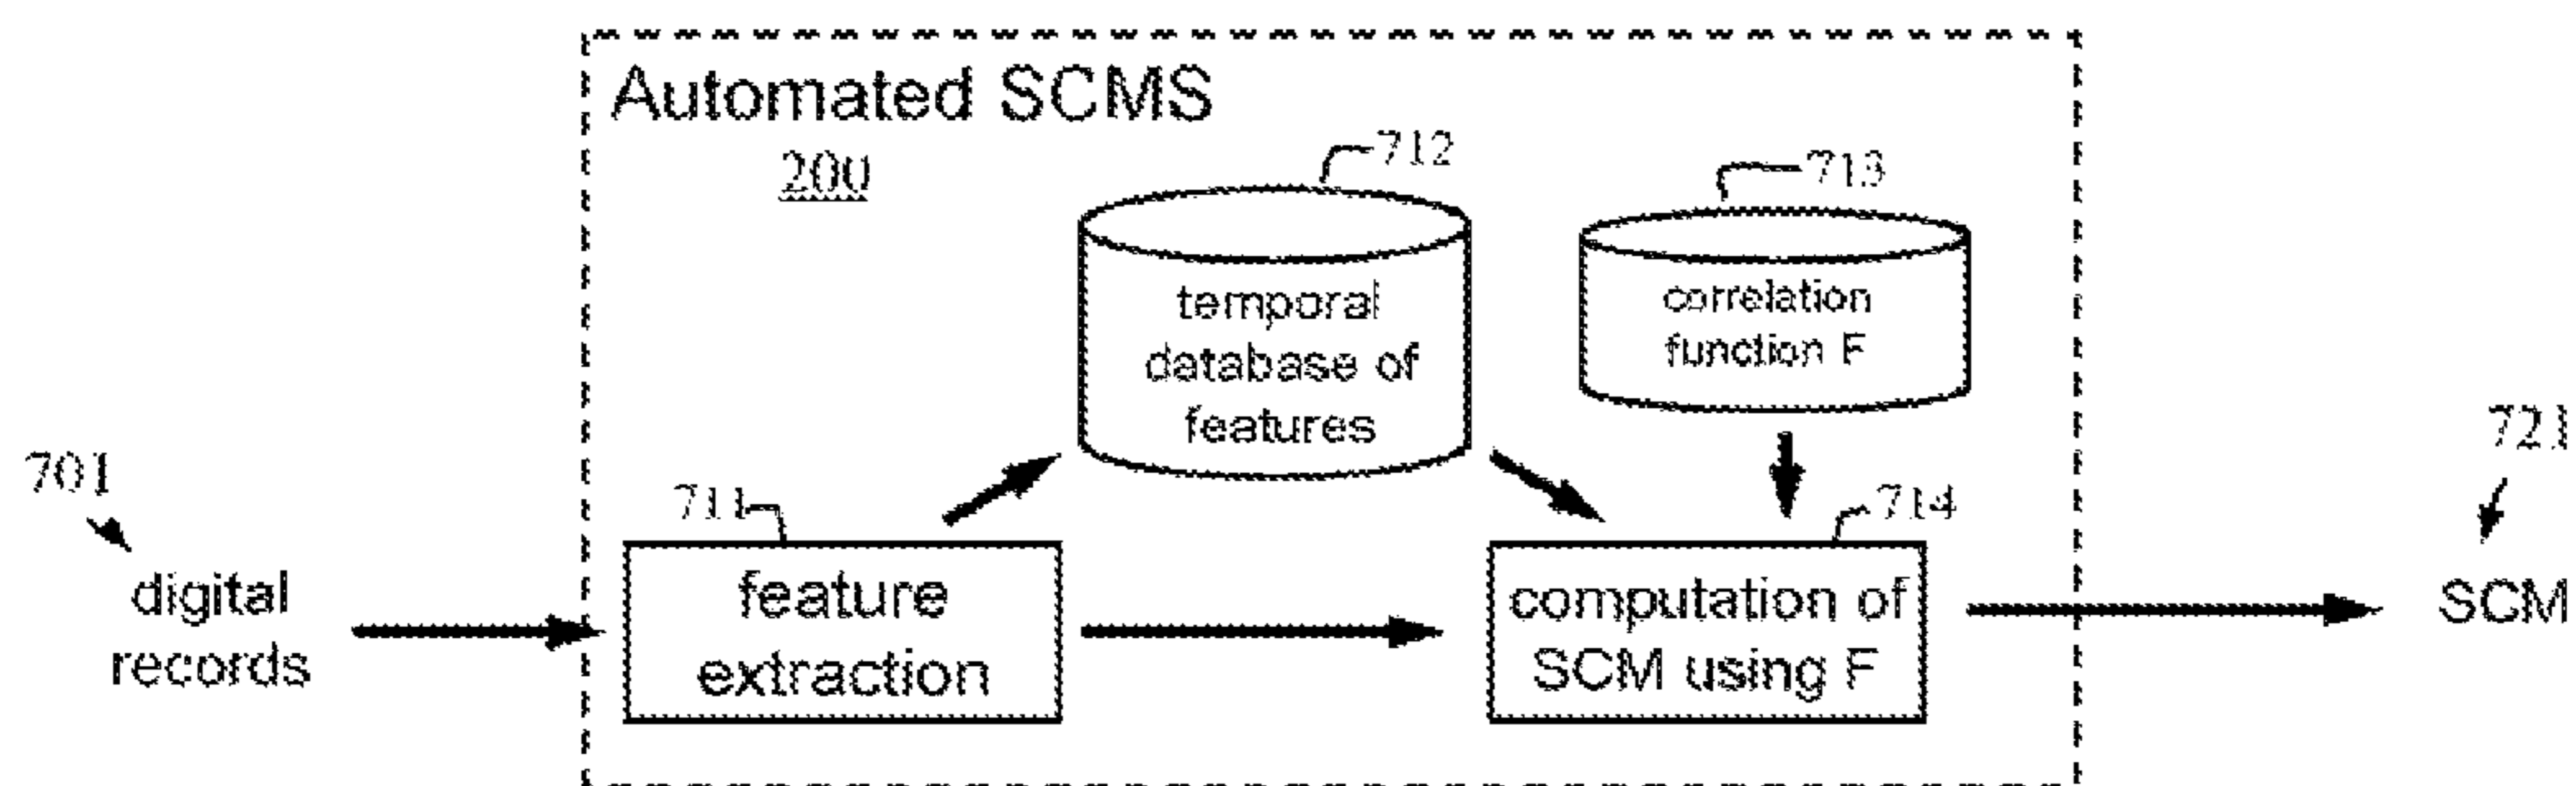 Automated SCMS
200
712
713
temporal
database of
features
correlation
function F
701
digital
records
711
feature
extraction
714
computation of
SCM using F
721
SCM